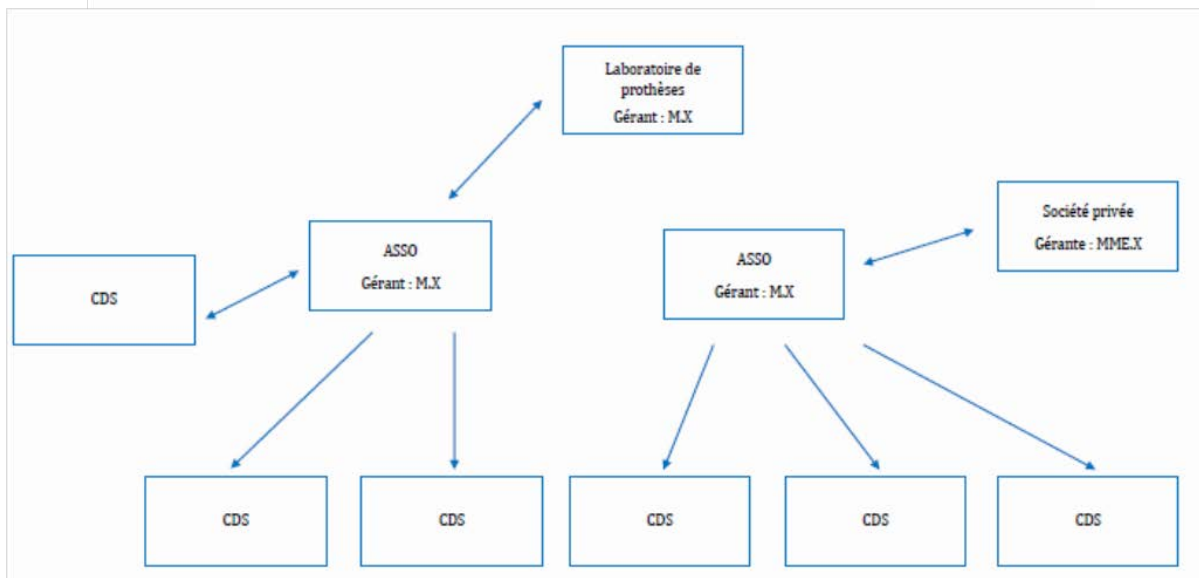 Laboratoire de
prothèses
Gérant : M.X
Société privée
Gérante : MME.X
ASSO
Gérant : M.X
ASSO
Gérant : M.X
CDS
CDS
CDS
CDS
CDS
CDS